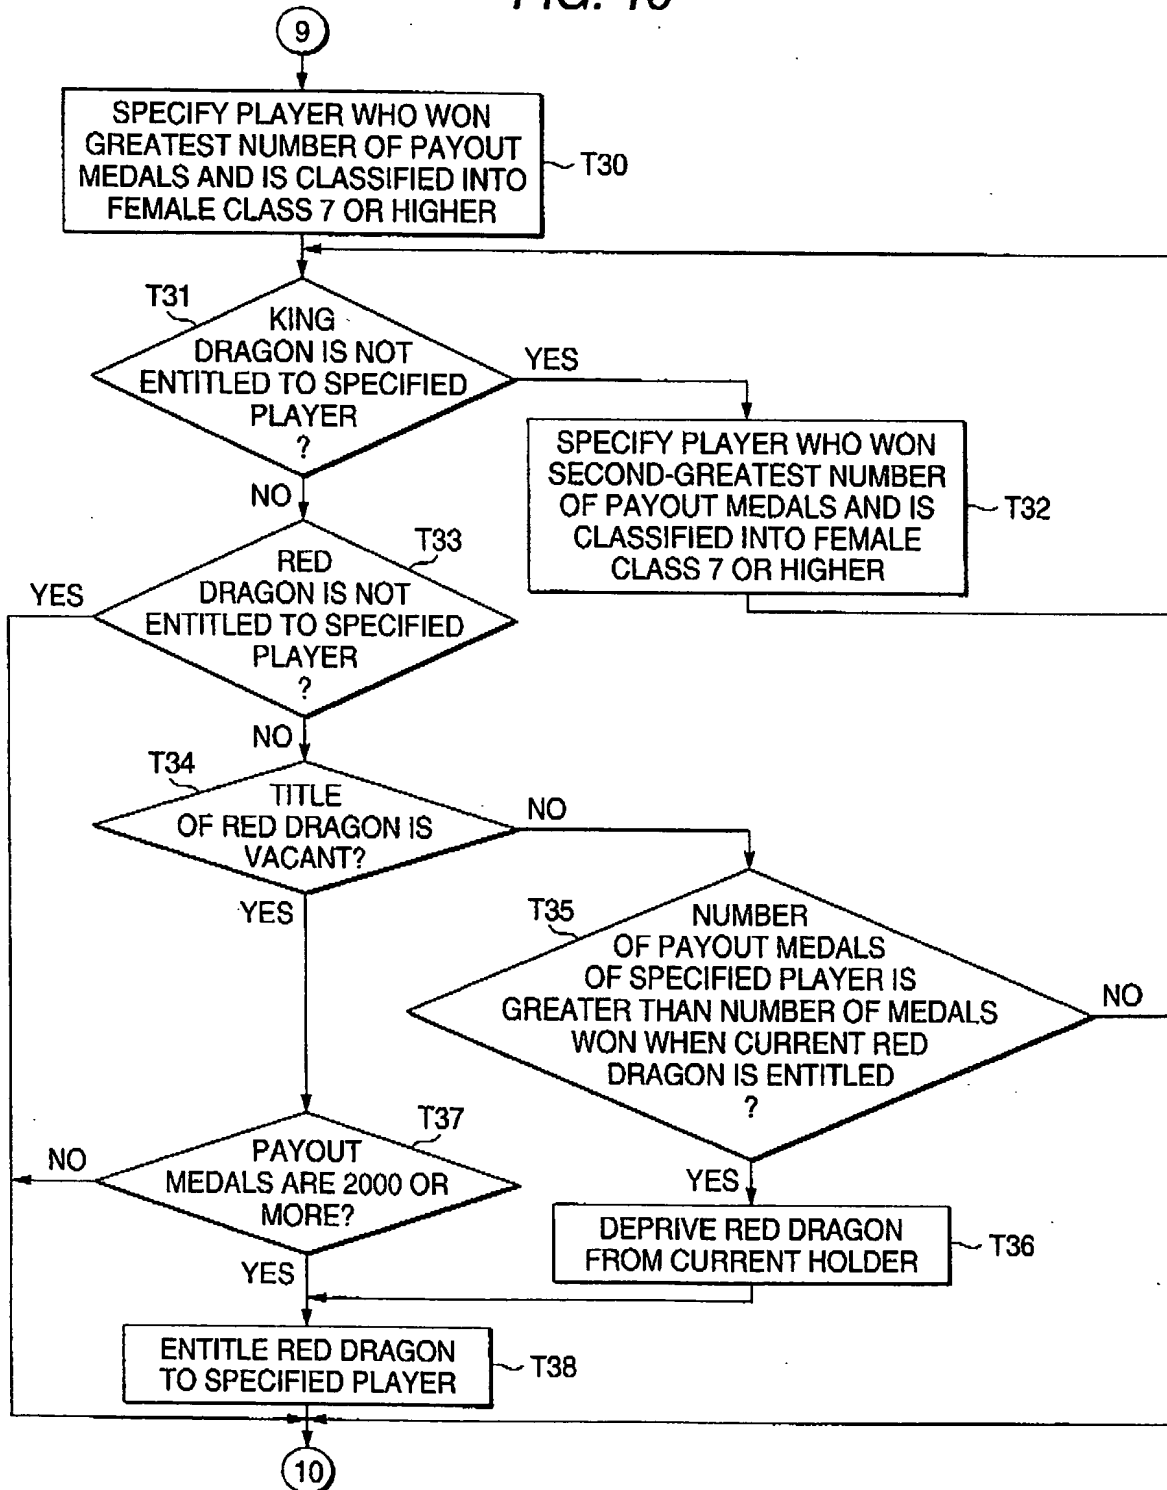 9
SPECIFY PLAYER WHO WON
GREATEST NUMBER OF PAYOUT
MEDALS AND IS CLASSIFIED INTO
FEMALE CLASS 7 OR HIGHER
T30
T31
KING
DRAGON IS NOT
ENTITLED TO SPECIFIED
PLAYER
?
YES
NO
SPECIFY PLAYER WHO WON
SECOND-GREATEST NUMBER
OF PAYOUT MEDALS AND IS
CLASSIFIED INTO FEMALE
CLASS 7 OR HIGHER
T32
T33
RED
DRAGON IS NOT
ENTITLED TO SPECIFIED
PLAYER
?
YES
NO
T34
TITLE
OF RED DRAGON IS
VACANT?
NO
YES
T35
NUMBER
OF PAYOUT MEDALS
OF SPECIFIED PLAYER IS
GREATER THAN NUMBER OF MEDALS
WON WHEN CURRENT RED
DRAGON IS ENTITLED
?
NO
YES
T37
PAYOUT
MEDALS ARE 2000 OR
MORE?
NO
YES
DEPRIVE RED DRAGON
FROM CURRENT HOLDER
T36
ENTITLE RED DRAGON
TO SPECIFIED PLAYER
T38
10